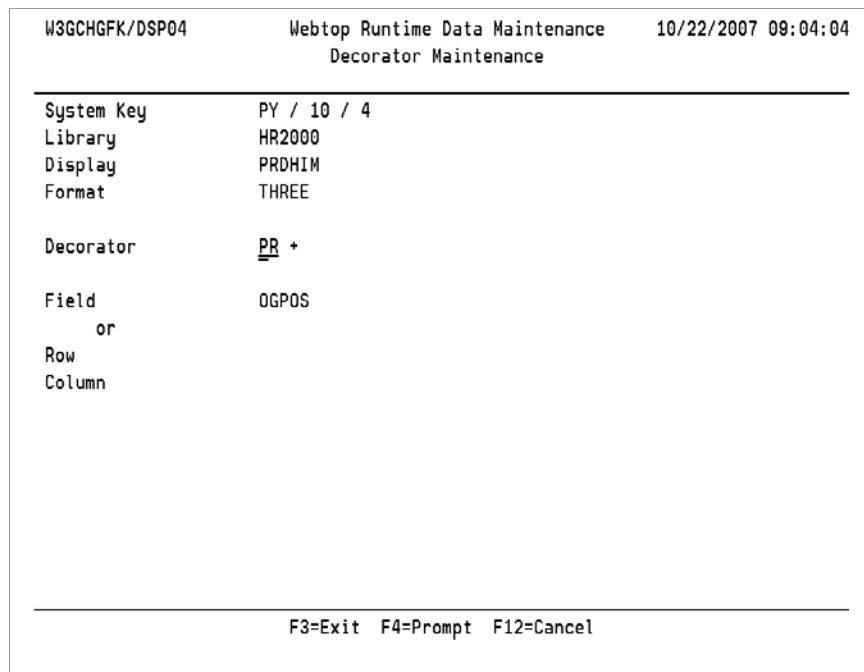 W3GCHGFK/DSP04 Webtop Runtime Data Maintenance 10/22/2007 09:04:04
Decorator Maintenance
System Key PY / 10 / 4
Library HR2000
Display PRDHIM
Format THREE
Decorator PR +
Field OGPOS
or
Row
Column
F3=Exit F4=Prompt F12=Cancel